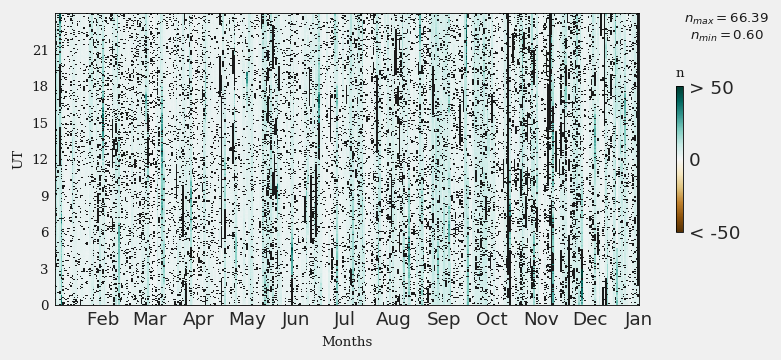 n_max = 66.39
n_min = 0.60
n
> 50
0
< -50
UT
21
18
15
12
9
6
3
0
Feb Mar Apr May Jun Jul Aug Sep Oct Nov Dec Jan
Months